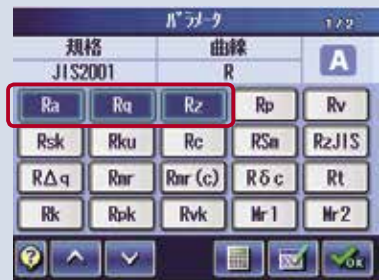 パラメータ 1/2
規格 曲線
JIS2001 R
A
Ra Rq Rz Rp Rv
Rsk Rku Rc RSm RzJIS
RΔq Rmr Rmr(c) Rδc Rt
Rk Rpk Rvk Mr1 Mr2
? OK